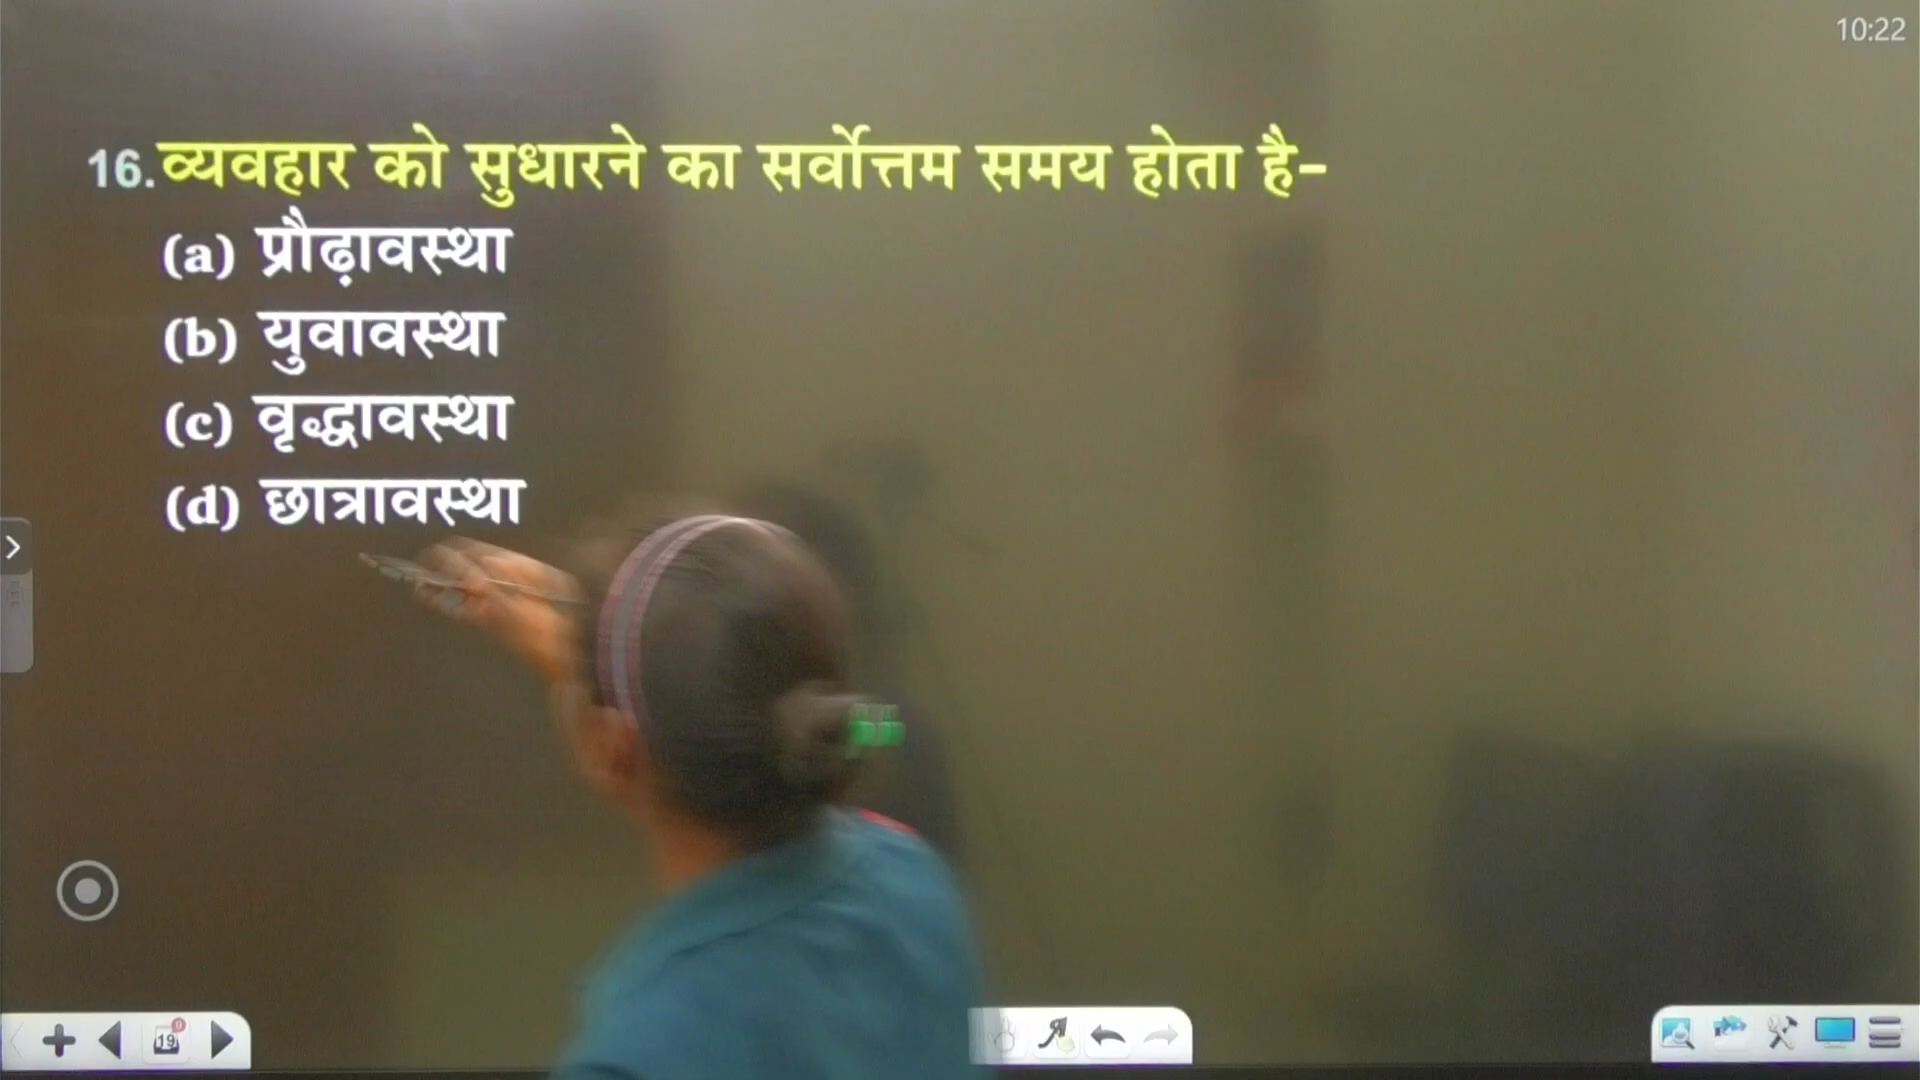 10:22
16. व्यवहार को सुधारने का सर्वोत्तम समय होता है-
(a) प्रौढ़ावस्था
(b) युवावस्था
(c) वृद्धावस्था
(d) छात्रावस्था
19